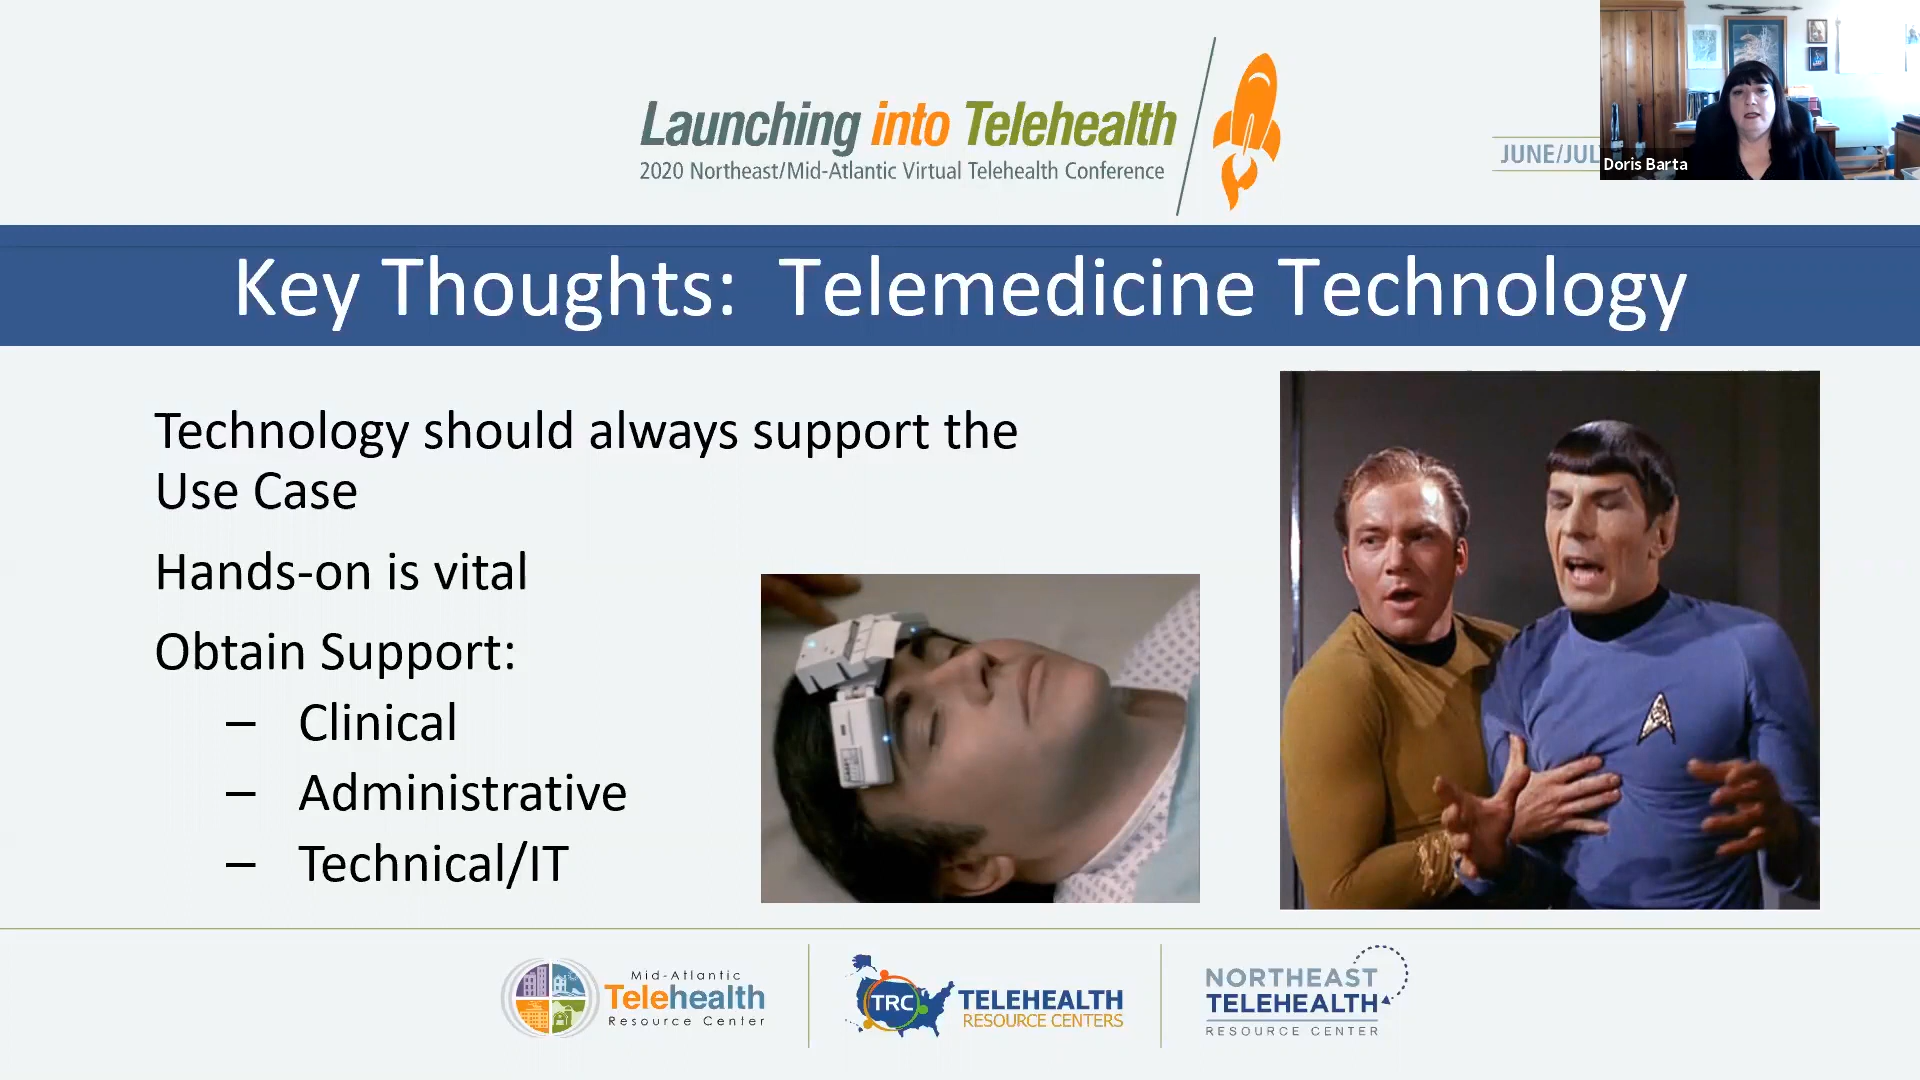 Launching into Telehealth
2020 Northeast/Mid-Atlantic Virtual Telehealth Conference
JUNE/JUL
Doris Barta
Key Thoughts: Telemedicine Technology
Technology should always support the
Use Case
Hands-on is vital
Obtain Support:
– Clinical
– Administrative
– Technical/IT
Mid-Atlantic
Telehealth
Resource Center
TRC
TELEHEALTH
RESOURCE CENTERS
NORTHEAST
TELEHEALTH
RESOURCE CENTER